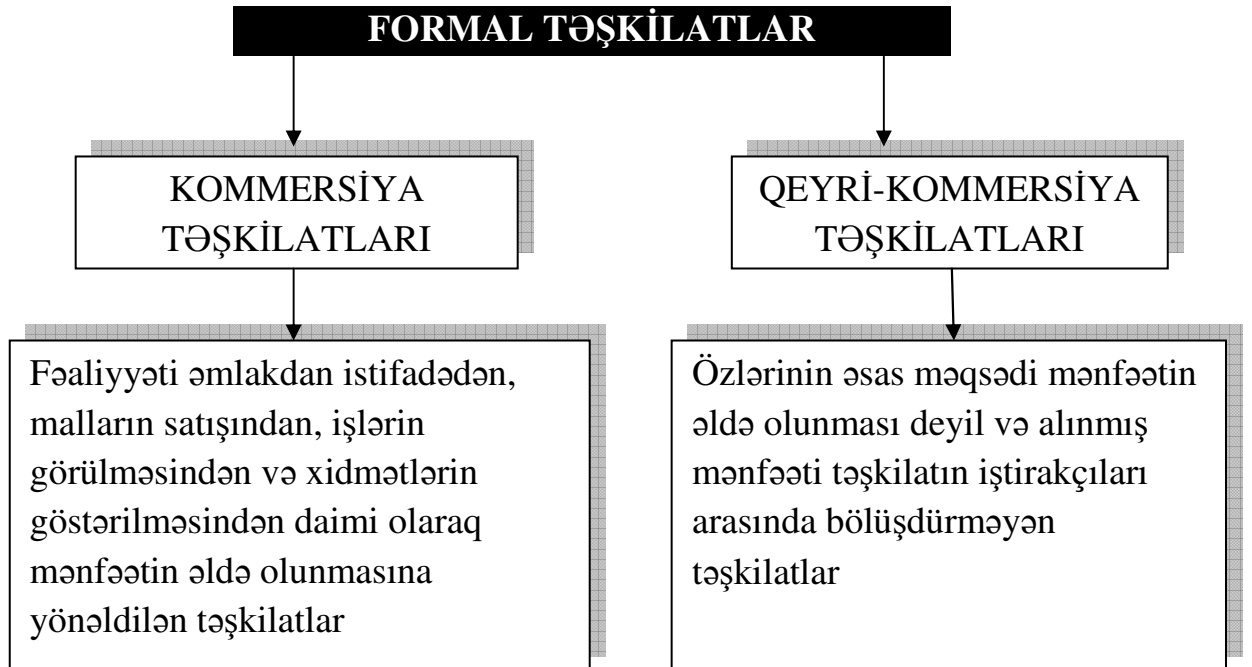 FORMAL TƏŞKİLATLAR
KOMMERSİYA
TƏŞKİLATLARI
QEYRİ-KOMMERSİYA
TƏŞKİLATLARI
Fəaliyyəti əmlakdan istifadədən,
malların satışından, işlərin
görülməsindən və xidmətlərin
göstərilməsindən daimi olaraq
mənfəətin əldə olunmasına
yönəldilən təşkilatlar
Özlərinin əsas məqsədi mənfəətin
əldə olunması deyil və alınmış
mənfəəti təşkilatın iştirakçıları
arasında bölüşdürməyən
təşkilatlar